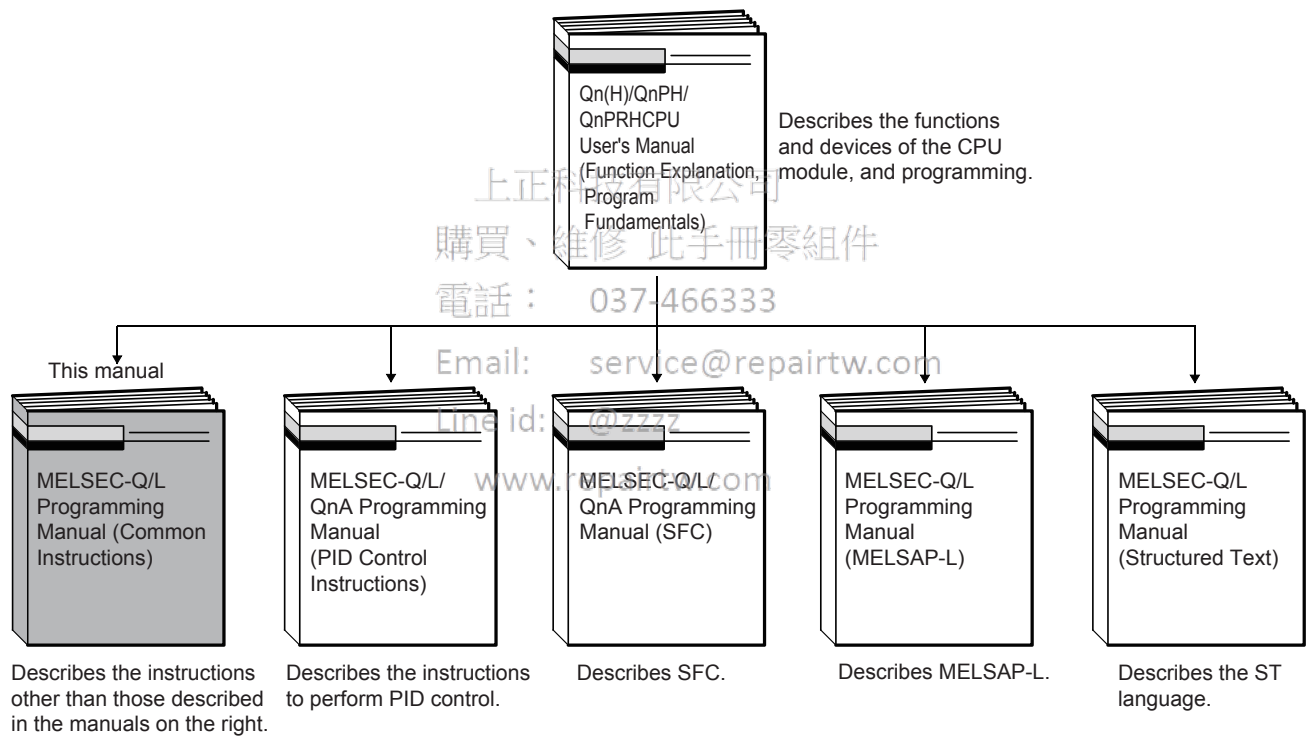 Qn(H)/QnPH/
QnPRHCPU
User's Manual
(Function Explanation,
Program
Fundamentals)
Describes the functions
and devices of the CPU
module, and programming.
上正科技有限公司
購買、維修 此手冊零組件
電話： 037-466333
Email: service@repairtw.com
Line id: @zzzz
www.repairtw.com
This manual
MELSEC-Q/L
Programming
Manual (Common
Instructions)
MELSEC-Q/L/
QnA Programming
Manual
(PID Control
Instructions)
MELSEC-Q/L/
QnA Programming
Manual (SFC)
MELSEC-Q/L
Programming
Manual
(MELSAP-L)
MELSEC-Q/L
Programming
Manual
(Structured Text)
Describes the instructions
other than those described
in the manuals on the right.
Describes the instructions
to perform PID control.
Describes SFC.
Describes MELSAP-L.
Describes the ST
language.